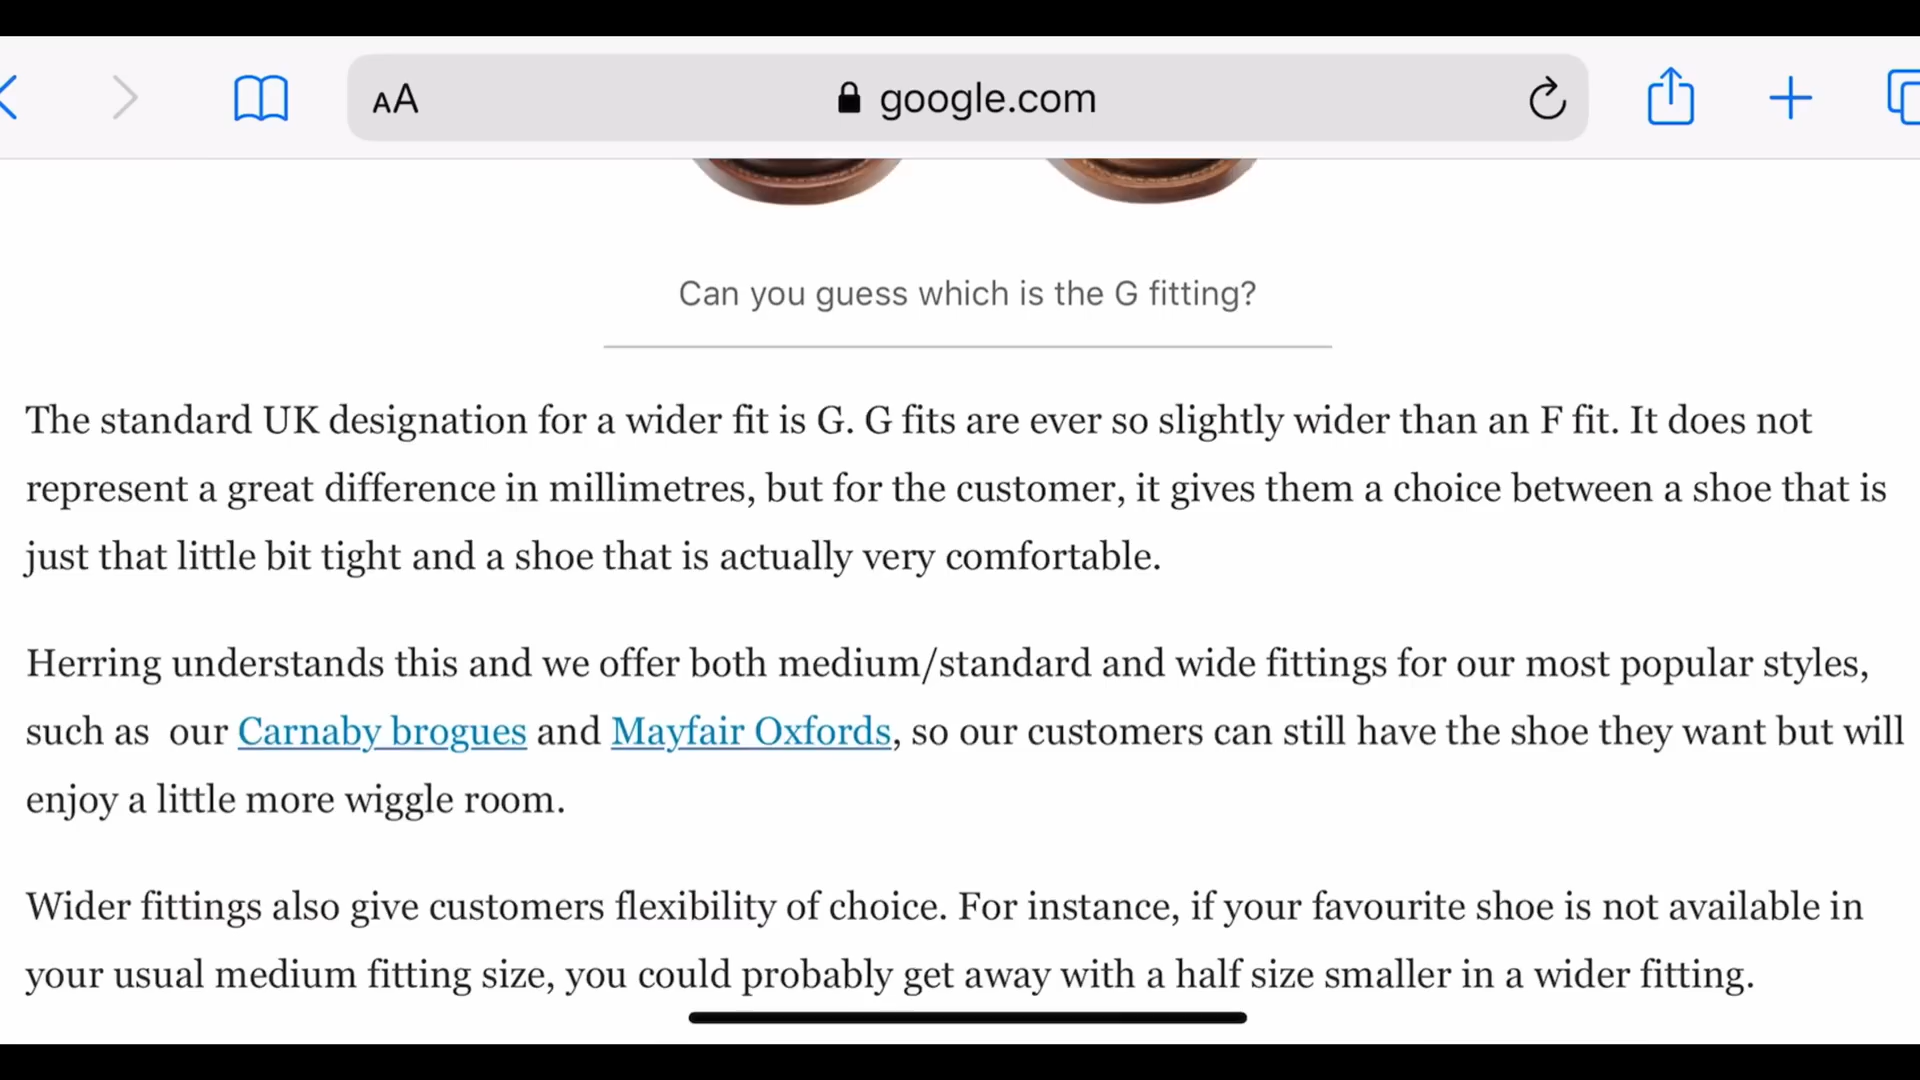 AA google.com
Can you guess which is the G fitting?
The standard UK designation for a wider fit is G. G fits are ever so slightly wider than an F fit. It does not
represent a great difference in millimetres, but for the customer, it gives them a choice between a shoe that is
just that little bit tight and a shoe that is actually very comfortable.
Herring understands this and we offer both medium/standard and wide fittings for our most popular styles,
such as our Carnaby brogues and Mayfair Oxfords, so our customers can still have the shoe they want but will
enjoy a little more wiggle room.
Wider fittings also give customers flexibility of choice. For instance, if your favourite shoe is not available in
your usual medium fitting size, you could probably get away with a half size smaller in a wider fitting.